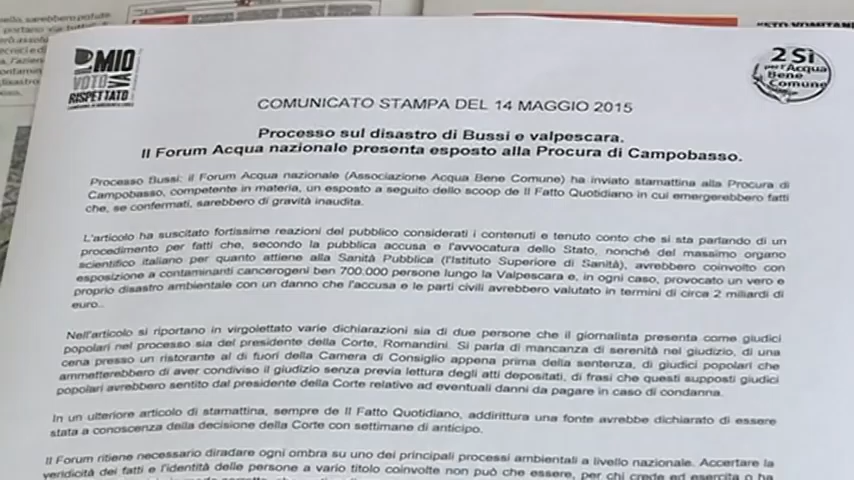 nello, sarebbero potute
IL MIO
VOTO VA
RISPETTATO
2 Sì
per l'Acqua
Bene
Comune
COMUNICATO STAMPA DEL 14 MAGGIO 2015
Processo sul disastro di Bussi e valpescara.
Il Forum Acqua nazionale presenta esposto alla Procura di Campobasso.
Processo Bussi: il Forum Acqua nazionale (Associazione Acqua Bene Comune) ha inviato stamattina alla Procura di
Campobasso, competente in materia, un esposto a seguito dello scoop de Il Fatto Quotidiano in cui emergerebbero fatti
che, se confermati, sarebbero di gravità inaudita.
L'articolo ha suscitato fortissime reazioni del pubblico considerati i contenuti e tenuto conto che si sta parlando di un
procedimento per fatti che, secondo la pubblica accusa e l'avvocatura dello Stato, nonché del massimo organo
scientifico italiano per quanto attiene alla Sanità Pubblica (l'Istituto Superiore di Sanità), avrebbero coinvolto con
esposizione a contaminanti cancerogeni ben 700.000 persone lungo la Valpescara e, in ogni caso, provocato un vero e
proprio disastro ambientale con un danno che l'accusa e le parti civili avrebbero valutato in termini di circa 2 miliardi di
euro..
Nell'articolo si riportano in virgolettato varie dichiarazioni sia di due persone che il giornalista presenta come giudici
popolari nel processo sia del presidente della Corte, Romandini. Si parla di mancanza di serenità nel giudizio, di una
cena presso un ristorante al di fuori della Camera di Consiglio appena prima della sentenza, di giudici popolari che
ammetterebbero di aver condiviso il giudizio senza previa lettura degli atti depositati, di frasi che questi supposti giudici
popolari avrebbero sentito dal presidente della Corte relative ad eventuali danni da pagare in caso di condanna.
In un ulteriore articolo di stamattina, sempre de Il Fatto Quotidiano, addirittura una fonte avrebbe dichiarato di essere
stata a conoscenza della decisione della Corte con settimane di anticipo.
Il Forum ritiene necessario diradare ogni ombra su uno dei principali processi ambientali a livello nazionale. Accertare la
veridicità dei fatti e l'identità delle persone a vario titolo coinvolte non può che essere, per chi crede ed esercita o ha